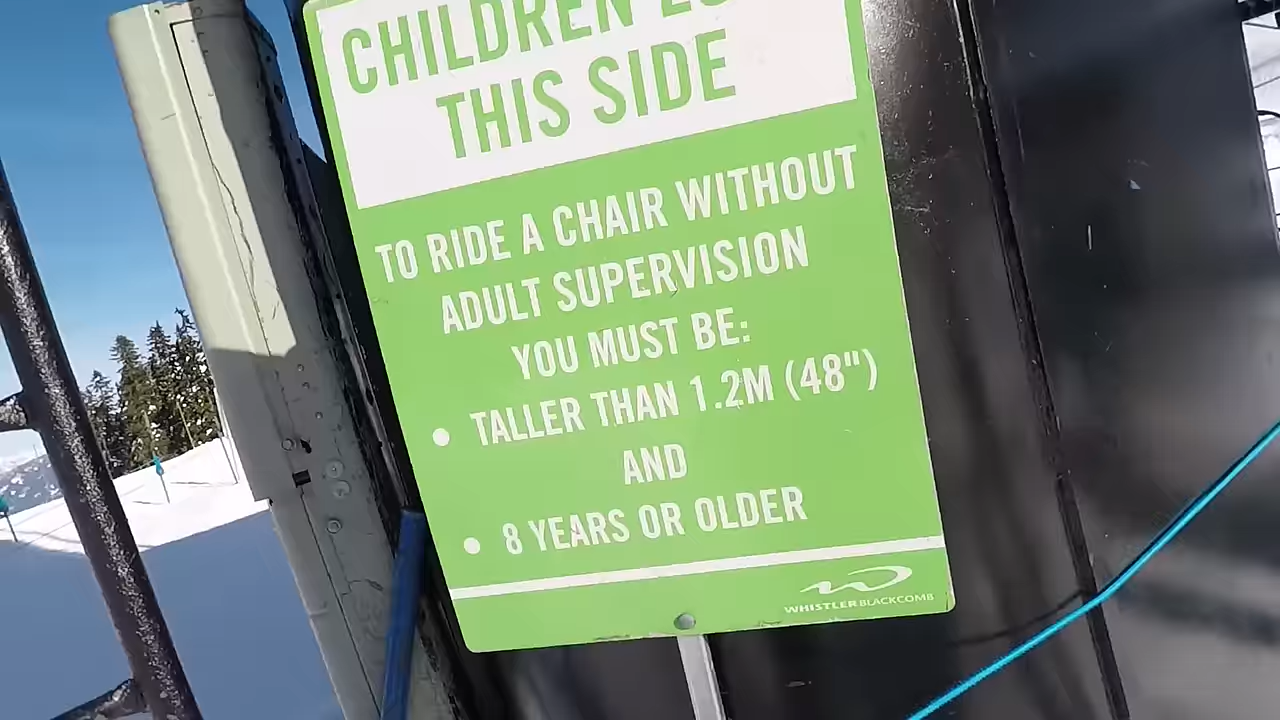 CHILDREN
THIS SIDE
TO RIDE A CHAIR WITHOUT
ADULT SUPERVISION
YOU MUST BE:
• TALLER THAN 1.2M (48")
AND
• 8 YEARS OR OLDER
WHISTLER BLACKCOMB